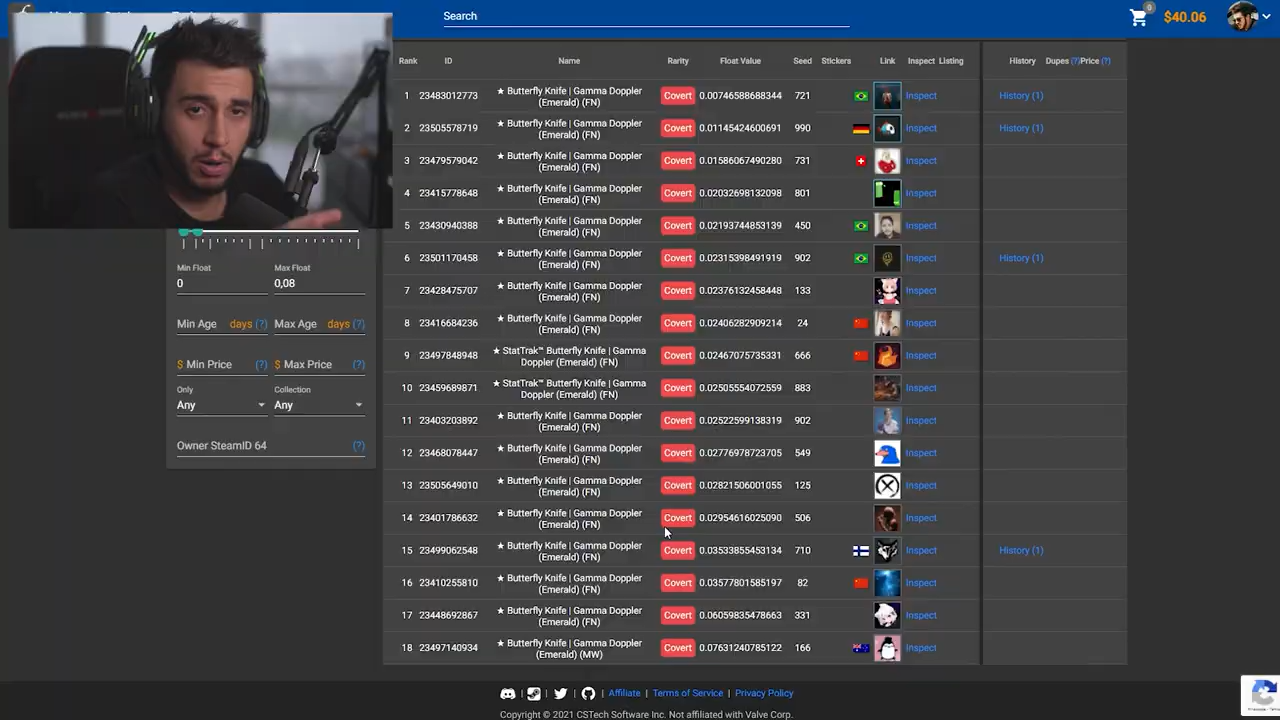 Search
0
$40.06
Rank ID Name Rarity Float Value Seed Stickers Link Inspect Listing History Dupes (?) Price (?)
1 23483012773 ★ Butterfly Knife | Gamma Doppler (Emerald) (FN) Covert 0.00746588688344 721 Inspect History (1)
2 23505578719 ★ Butterfly Knife | Gamma Doppler (Emerald) (FN) Covert 0.01145424600691 990 Inspect History (1)
3 23479579042 ★ Butterfly Knife | Gamma Doppler (Emerald) (FN) Covert 0.01586067490280 731 Inspect
4 23415778648 ★ Butterfly Knife | Gamma Doppler (Emerald) (FN) Covert 0.02032698132098 801 Inspect
★ Butterfly Knife | Gamma Doppler (Emerald) (FN) Covert 0.02193744853139 450 Inspect
6 23501170458 ★ Butterfly Knife | Gamma Doppler (Emerald) (FN) Covert 0.02315398491919 902 Inspect History (1)
7 23428475707 ★ Butterfly Knife | Gamma Doppler (Emerald) (FN) Covert 0.02376132458448 133 Inspect
8 23416684236 ★ Butterfly Knife | Gamma Doppler (Emerald) (FN) Covert 0.02406282909214 24 Inspect
9 23497836948 ★ StatTrak™ Butterfly Knife | Gamma Doppler (Emerald) (FN) Covert 0.02467075735331 666 Inspect
10 23459689871 ★ StatTrak™ Butterfly Knife | Gamma Doppler (Emerald) (FN) Covert 0.02505554072559 883 Inspect
11 23403203892 ★ Butterfly Knife | Gamma Doppler (Emerald) (FN) Covert 0.02522599138319 902 Inspect
12 ★ Butterfly Knife | Gamma Doppler (Emerald) (FN) Covert 0.02776978723705 549 Inspect
13 23505649010 ★ Butterfly Knife | Gamma Doppler (Emerald) (FN) Covert 0.02821506001055 125 Inspect
14 23401786632 ★ Butterfly Knife | Gamma Doppler (Emerald) (FN) Covert 0.02954616025090 506 Inspect
15 23499062548 ★ Butterfly Knife | Gamma Doppler (Emerald) (FN) Covert 0.03533855453134 710 Inspect History (1)
16 23410255810 ★ Butterfly Knife | Gamma Doppler (Emerald) (FN) Covert 0.03577801585197 82 Inspect
17 23448692867 ★ Butterfly Knife | Gamma Doppler (Emerald) (FN) Covert 0.06059835478663 331 Inspect
18 23497140934 ★ Butterfly Knife | Gamma Doppler (Emerald) (MW) Covert 0.07631240785122 166 Inspect
Min Float Max Float
0 0,08
Min Age days (?) Max Age days (?)
$ Min Price (?) $ Max Price (?)
Only Collection
Any Any
Owner SteamID 64 (?)
Affiliate | Terms of Service | Privacy Policy
Copyright © 2021 CSTech Software Inc. Not affiliated with Valve Corp.